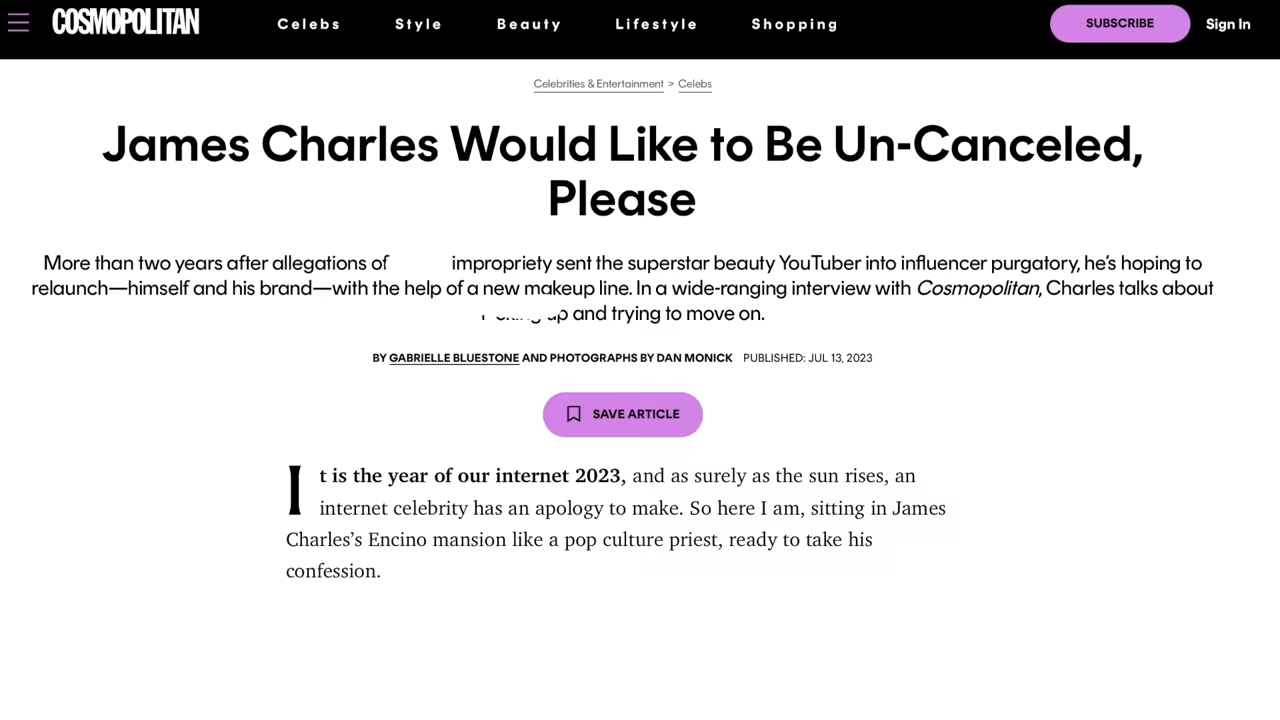 COSMOPOLITAN
Celebs
Style
Beauty
Lifestyle
Shopping
SUBSCRIBE
Sign In
Celebrities & Entertainment > Celebs
James Charles Would Like to Be Un-Canceled,
Please
More than two years after allegations of impropriety sent the superstar beauty YouTuber into influencer purgatory, he’s hoping to
relaunch—himself and his brand—with the help of a new makeup line. In a wide-ranging interview with Cosmopolitan, Charles talks about
up and trying to move on.
BY GABRIELLE BLUESTONE AND PHOTOGRAPHS BY DAN MONICK PUBLISHED: JUL 13, 2023
SAVE ARTICLE
It is the year of our internet 2023, and as surely as the sun rises, an
internet celebrity has an apology to make. So here I am, sitting in James
Charles’s Encino mansion like a pop culture priest, ready to take his
confession.